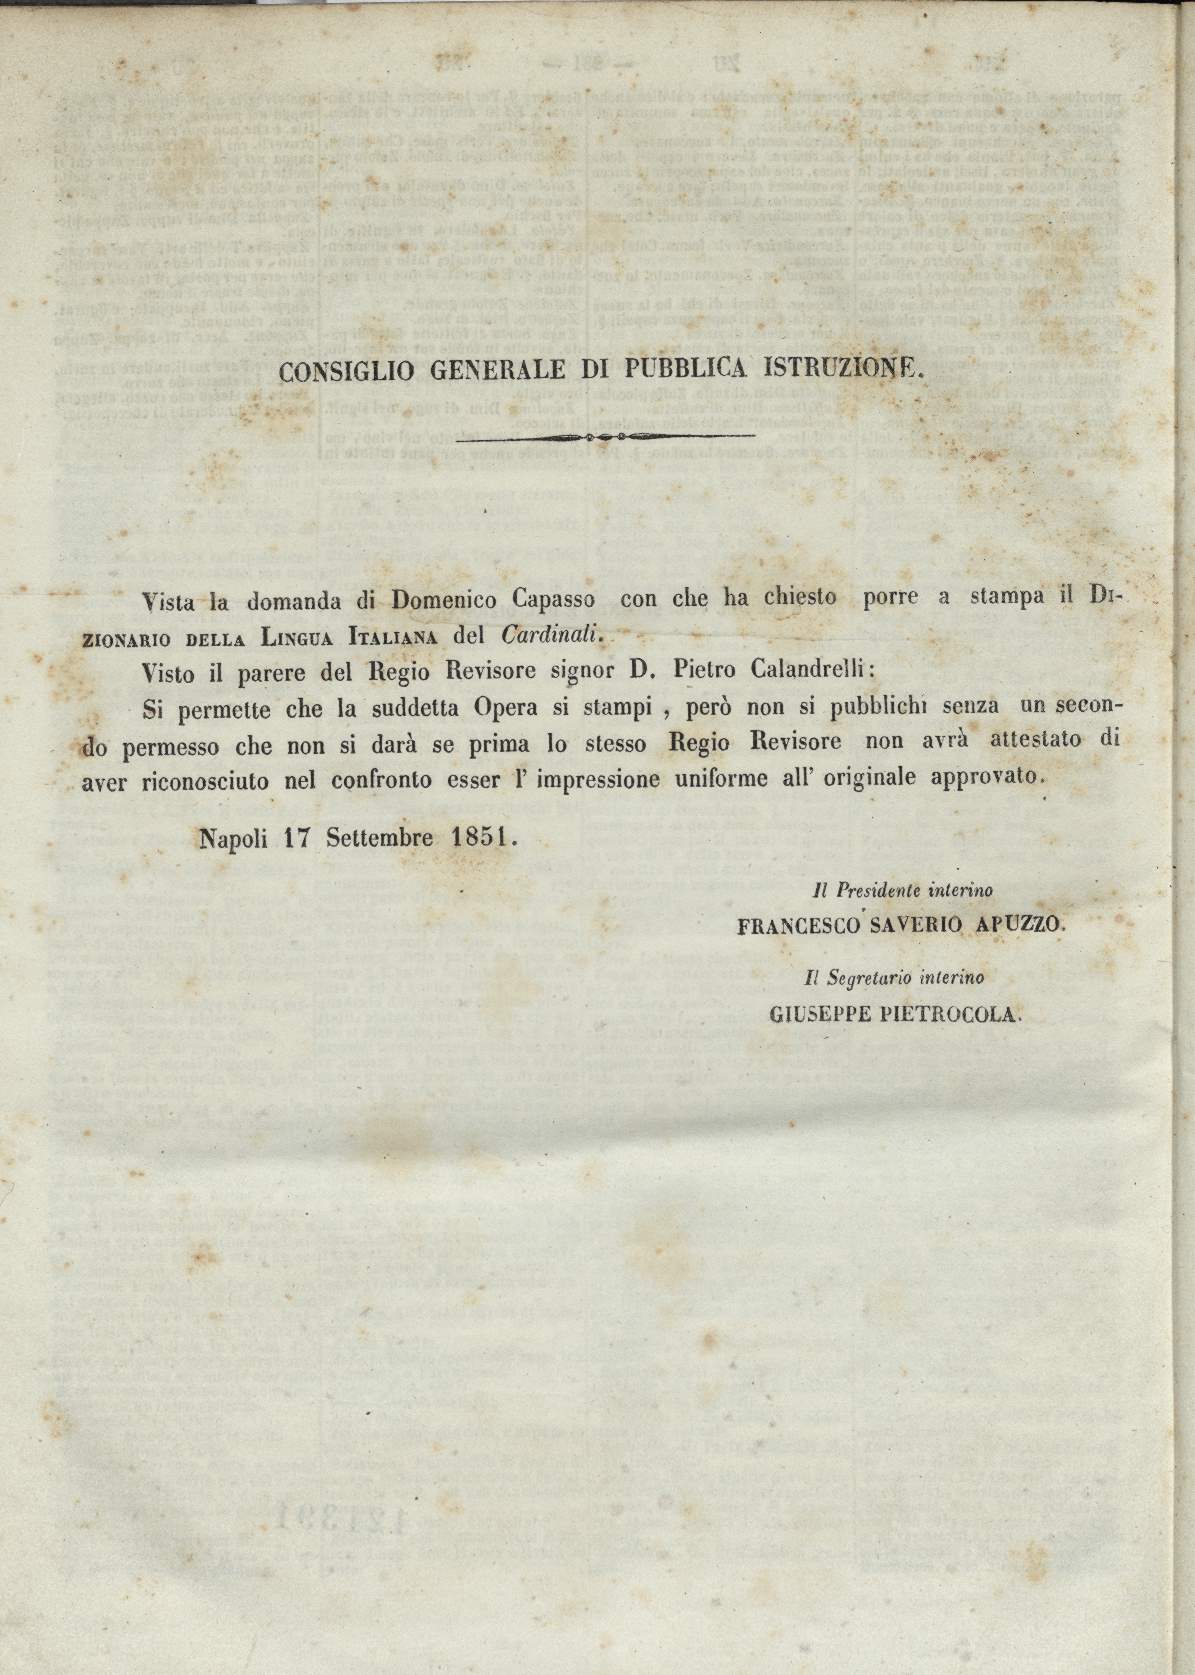 CONSIGLIO GENERALE DI PUBBLICA ISTRUZIONE.
Vista la domanda di Domenico Capasso con che ha chiesto porre a stampa il DI-
ZIONARIO DELLA LINGUA ITALIANA del Cardinali.
Visto il parere del Regio Revisore signor D. Pietro Calandrelli:
Si permette che la suddetta Opera si stampi , però non si pubblichi senza un secon-
do permesso che non si darà se prima lo stesso Regio Revisore non avrà attestato di
aver riconosciuto nel confronto esser l' impressione uniforme all' originale approvato.
Napoli 17 Settembre 1851.
Il Presidente interino
FRANCESCO SAVERIO APUZZO.
Il Segretario interino
GIUSEPPE PIETROCOLA.